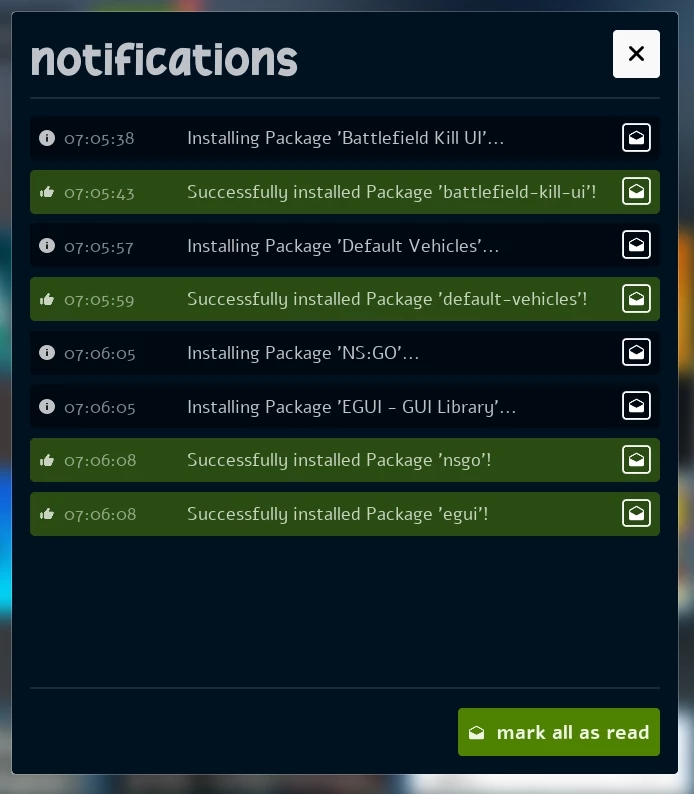 notifications
07:05:38 Installing Package 'Battlefield Kill UI'...
07:05:43 Successfully installed Package 'battlefield-kill-ui'!
07:05:57 Installing Package 'Default Vehicles'...
07:05:59 Successfully installed Package 'default-vehicles'!
07:06:05 Installing Package 'NS:GO'...
07:06:05 Installing Package 'EGUI - GUI Library'...
07:06:08 Successfully installed Package 'nsgo'!
07:06:08 Successfully installed Package 'egui'!
mark all as read